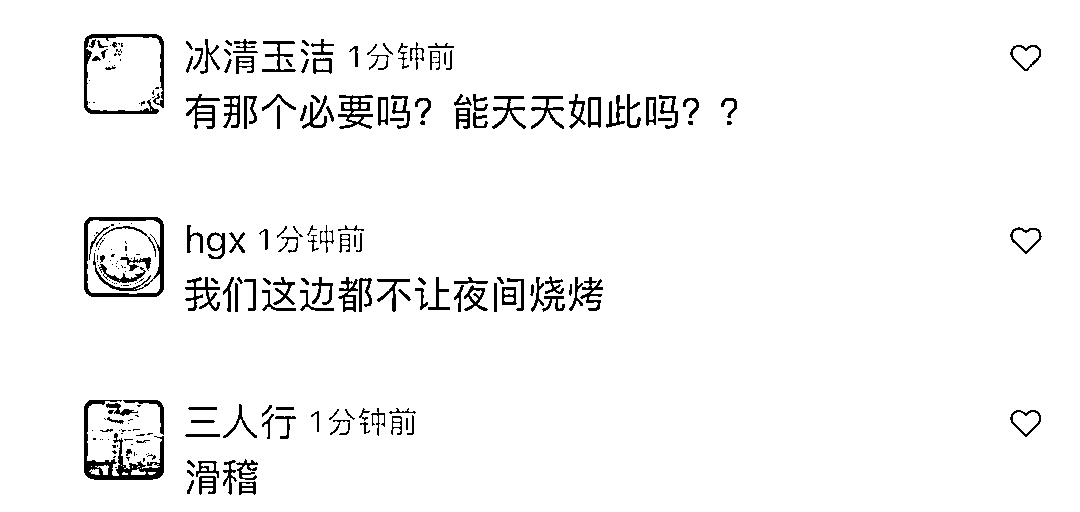 冰清玉洁 1分钟前
有那个必要吗？能天天如此吗？？
hgx 1分钟前
我们这边都不让夜间烧烤
三人行 1分钟前
滑稽